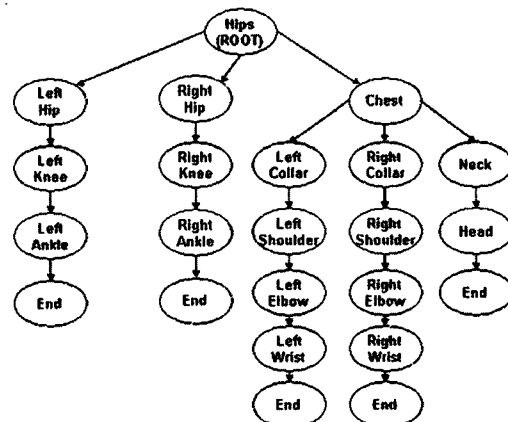 Hips
(ROOT)
Left
Hip
Right
Hip
Chest
Left
Knee
Right
Knee
Left
Collar
Right
Collar
Neck
Left
Ankle
Right
Ankle
Left
Shoulder
Right
Shoulder
Head
End
End
Left
Elbow
Right
Elbow
End
Left
Wrist
Right
Wrist
End
End